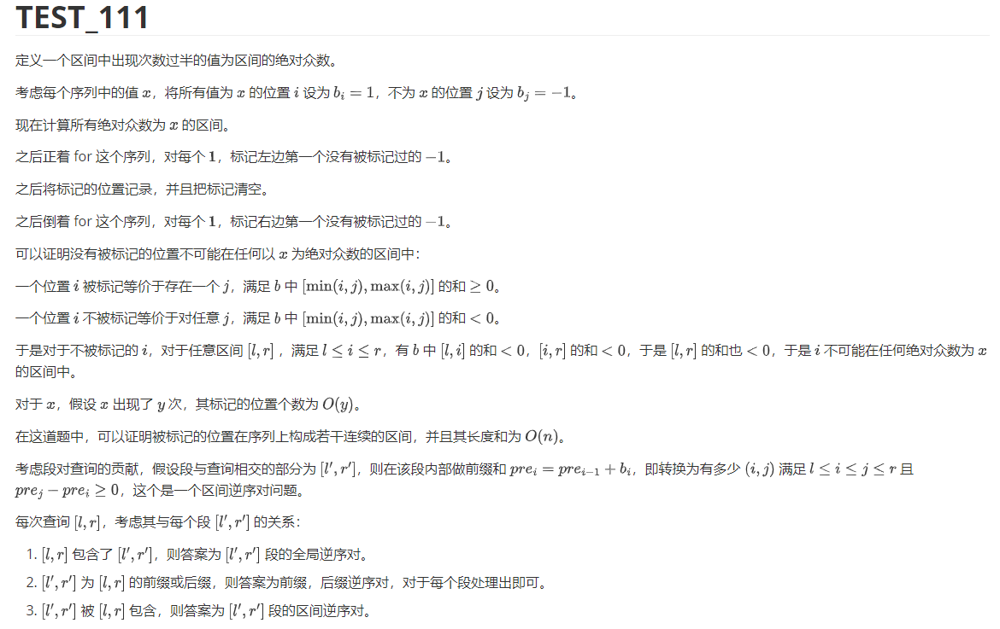 TEST_111
定义一个区间中出现次数过半的值为区间的绝对众数。
考虑每个序列中的值 x，将所有值为 x 的位置 i 设为 b_i = 1，不为 x 的位置 j 设为 b_j = −1。
现在计算所有绝对众数为 x 的区间。
之后正着 for 这个序列，对每个 1，标记左边第一个没有被标记过的 −1。
之后将标记的位置记录，并且把标记清空。
之后倒着 for 这个序列，对每个 1，标记右边第一个没有被标记过的 −1。
可以证明没有被标记的位置不可能在任何以 x 为绝对众数的区间中：
一个位置 i 被标记等价于存在一个 j，满足 b 中 [min(i, j), max(i, j)] 的和 ≥ 0。
一个位置 i 不被标记等价于对任意 j，满足 b 中 [min(i, j), max(i, j)] 的和 < 0。
于是对于不被标记的 i，对于任意区间 [l, r] ，满足 l ≤ i ≤ r，有 b 中 [l, i] 的和 < 0，[i, r] 的和 < 0，于是 [l, r] 的和也 < 0，于是 i 不可能在任何绝对众数为 x
的区间中。
对于 x，假设 x 出现了 y 次，其标记的位置个数为 O(y)。
在这道题中，可以证明被标记的位置在序列上构成若干连续的区间，并且其长度和为 O(n)。
考虑段对查询的贡献，假设段与查询相交的部分为 [l′, r′]，则在该段内部做前缀和 pre_i = pre_{i−1} + b_i，即转换为有多少 (i, j) 满足 l ≤ i ≤ j ≤ r 且
pre_j − pre_i ≥ 0，这个是一个区间逆序对问题。
每次查询 [l, r]，考虑其与每个段 [l′, r′] 的关系：
1. [l, r] 包含了 [l′, r′]，则答案为 [l′, r′] 段的全局逆序对。
2. [l′, r′] 为 [l, r] 的前缀或后缀，则答案为前缀，后缀逆序对，对于每个段处理出即可。
3. [l′, r′] 被 [l, r] 包含，则答案为 [l′, r′] 段的区间逆序对。